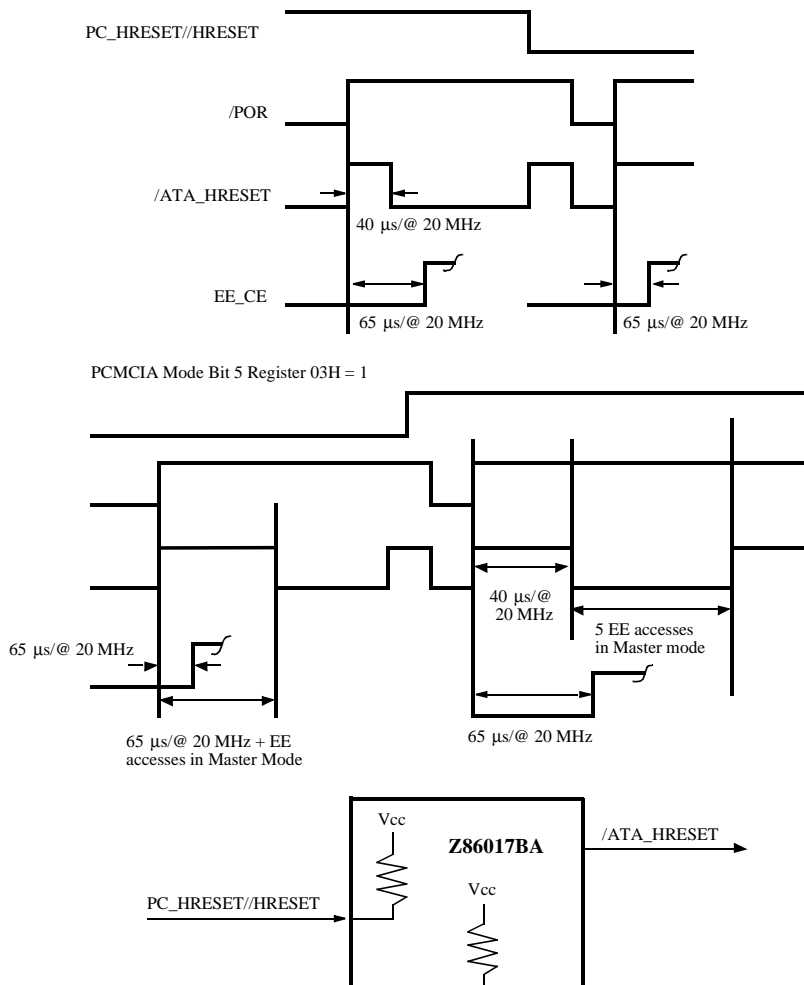 PC_HRESET//HRESET
/POR
/ATA_HRESET
40 μs/@ 20 MHz
EE_CE
65 μs/@ 20 MHz
65 μs/@ 20 MHz
PCMCIA Mode Bit 5 Register 03H = 1
40 μs/@
20 MHz
5 EE accesses
in Master mode
65 μs/@ 20 MHz
65 μs/@ 20 MHz
65 μs/@ 20 MHz + EE
accesses in Master Mode
Vcc
Z86017BA
/ATA_HRESET
Vcc
PC_HRESET//HRESET